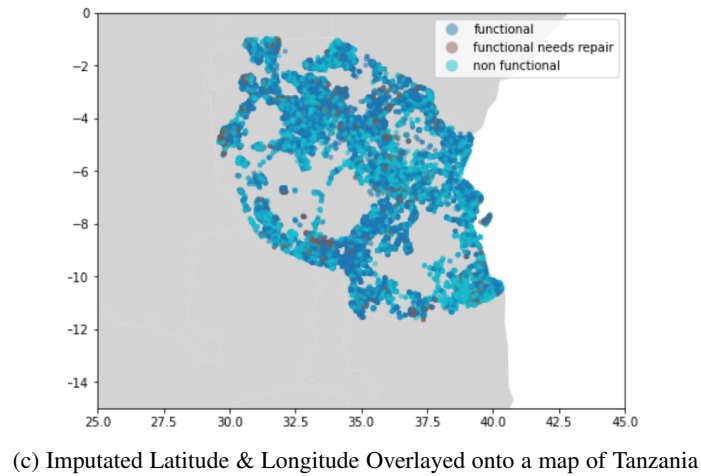 0
functional
functional needs repair
non functional
−2
−4
−6
−8
−10
−12
−14
25.0 27.5 30.0 32.5 35.0 37.5 40.0 42.5 45.0
(c) Imputated Latitude & Longitude Overlayed onto a map of Tanzania